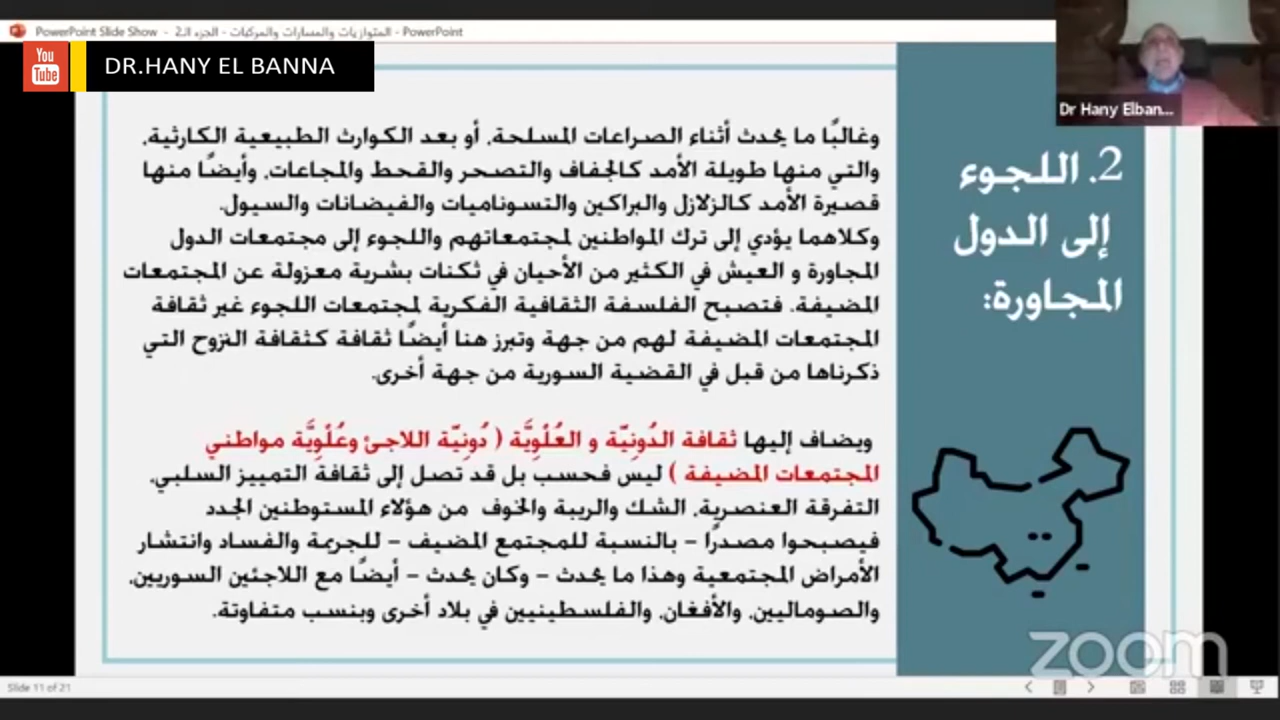 PowerPoint Slide Show - المتوازيات والمسارات والمركبات - الجزء الـ2 - PowerPoint
You
Tube
DR.HANY EL BANNA
Dr Hany Elban...
2. اللجوء
إلى الدول
المجاورة:
وغالبًا ما يحدث أثناء الصراعات المسلحة، أو بعد الكوارث الطبيعية الكارثية،
والتي منها طويلة الأمد كالجفاف والتصحر والقحط والمجاعات، وأيضًا منها
قصيرة الأمد كالزلازل والبراكين والتسوناميات والفيضانات والسيول.
وكلاهما يؤدي إلى ترك المواطنين لمجتمعاتهم واللجوء إلى مجتمعات الدول
المجاورة و العيش في الكثير من الأحيان في ثكنات بشرية معزولة عن المجتمعات
المضيفة. فتصبح الفلسفة الثقافية الفكرية لمجتمعات اللجوء غير ثقافة
المجتمعات المضيفة لهم من جهة وتبرز هنا أيضًا ثقافة كثقافة النزوح التي
ذكرناها من قبل في القضية السورية من جهة أخرى.
ويضاف إليها ثقافة الدُونِيّة و العُلْوِيَّة ( دُونِيّة اللاجئ وعُلْوِيَّة مواطني
المجتمعات المضيفة ) ليس فحسب بل قد تصل إلى ثقافة التمييز السلبي،
التفرقة العنصرية، الشك والريبة والخوف من هؤلاء المستوطنين الجدد
فيصبحوا مصدرًا – بالنسبة للمجتمع المضيف – للجريمة والفساد وانتشار
الأمراض المجتمعية وهذا ما يحدث – وكان يحدث – أيضًا مع اللاجئين السوريين،
والصوماليين، والأفغان، والفلسطينيين في بلاد أخرى وبنسب متفاوتة.
zoom
Slide 11 of 21